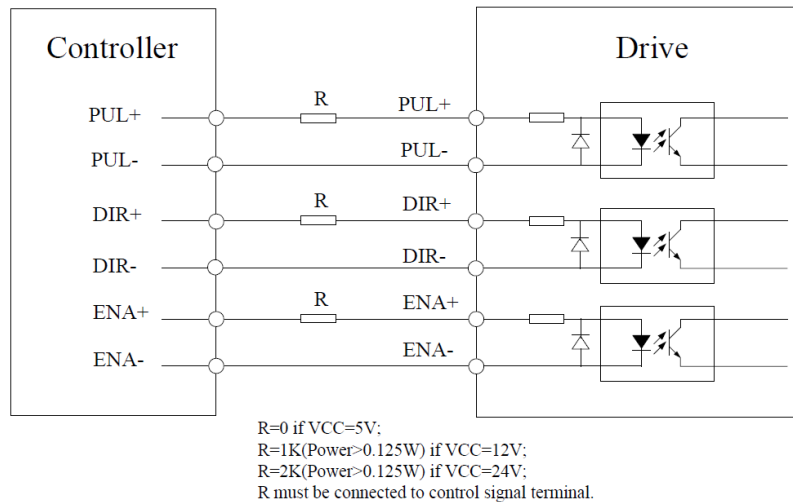 Controller
Drive
PUL+
R
PUL+
PUL-
PUL-
DIR+
R
DIR+
DIR-
DIR-
ENA+
R
ENA+
ENA-
ENA-
R=0 if VCC=5V;
R=1K(Power>0.125W) if VCC=12V;
R=2K(Power>0.125W) if VCC=24V;
R must be connected to control signal terminal.